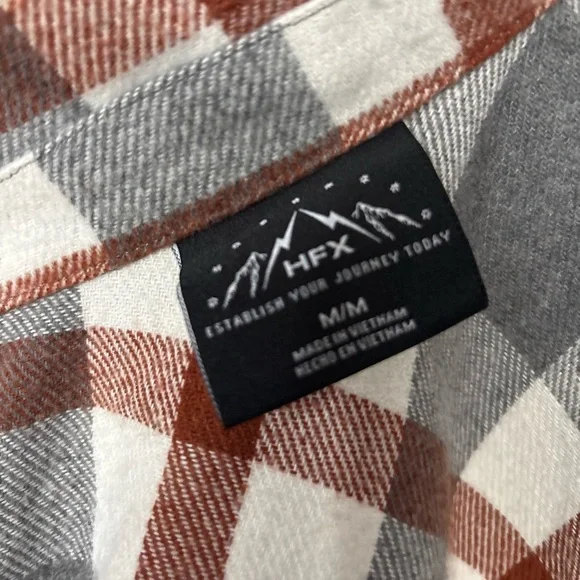 HFX
ESTABLISH YOUR JOURNEY TODAY
M/M
MADE IN VIETNAM
HECHO EN VIETNAM